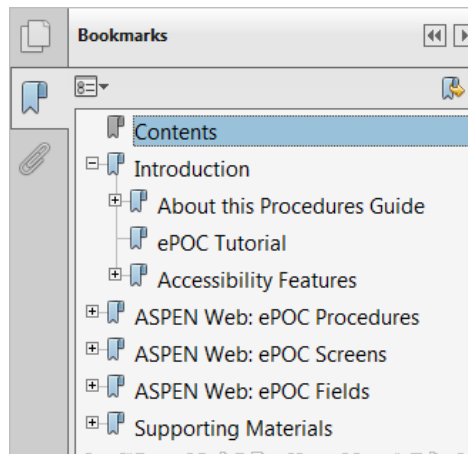 Bookmarks
Contents
Introduction
About this Procedures Guide
ePOC Tutorial
Accessibility Features
ASPEN Web: ePOC Procedures
ASPEN Web: ePOC Screens
ASPEN Web: ePOC Fields
Supporting Materials